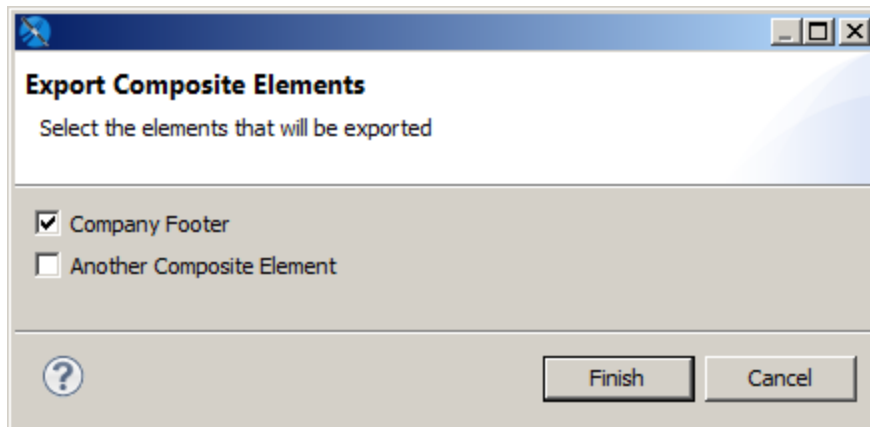 Export Composite Elements
Select the elements that will be exported
Company Footer
Another Composite Element
?
Finish
Cancel